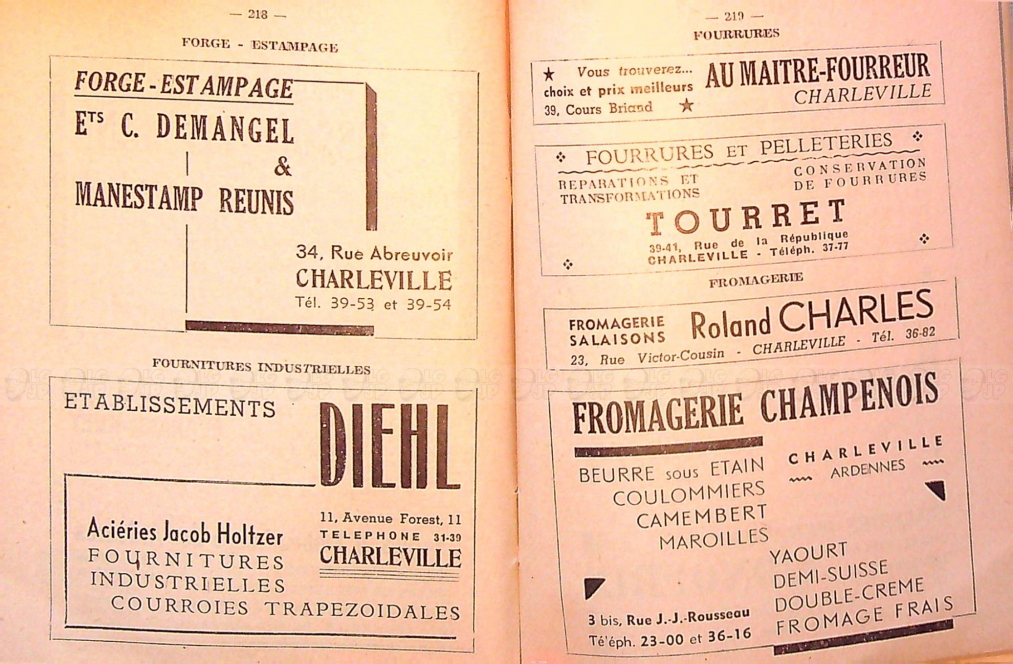 — 218 —
FORGE - ESTAMPAGE
FORGE - ESTAMPAGE
ETS C. DEMANGEL
&
MANESTAMP REUNIS
34, Rue Abreuvoir
CHARLEVILLE
Tél. 39-53 et 39-54
FOURNITURES INDUSTRIELLES
ETABLISSEMENTS
DIEHL
Aciéries Jacob Holtzer
FOURNITURES
INDUSTRIELLES
COURROIES TRAPEZOIDALES
11, Avenue Forest, 11
TELEPHONE 31-39
CHARLEVILLE
— 219 —
FOURRURES
Vous trouverez...
choix et prix meilleurs
39, Cours Briand
AU MAITRE-FOURREUR
CHARLEVILLE
FOURRURES ET PELLETERIES
REPARATIONS ET
TRANSFORMATIONS
CONSERVATION
DE FOURRURES
TOURRET
39-41, Rue de la République
CHARLEVILLE - Téléph. 37-77
FROMAGERIE
FROMAGERIE
SALAISONS
Roland CHARLES
23, Rue Victor-Cousin - CHARLEVILLE - Tél. 36-82
FROMAGERIE CHAMPENOIS
BEURRE sous ETAIN
COULOMMIERS
CAMEMBERT
MAROILLES
CHARLEVILLE
ARDENNES
YAOURT
DEMI-SUISSE
DOUBLE-CREME
FROMAGE FRAIS
3 bis, Rue J.-J.-Rousseau
Té'éph. 23-00 et 36-16